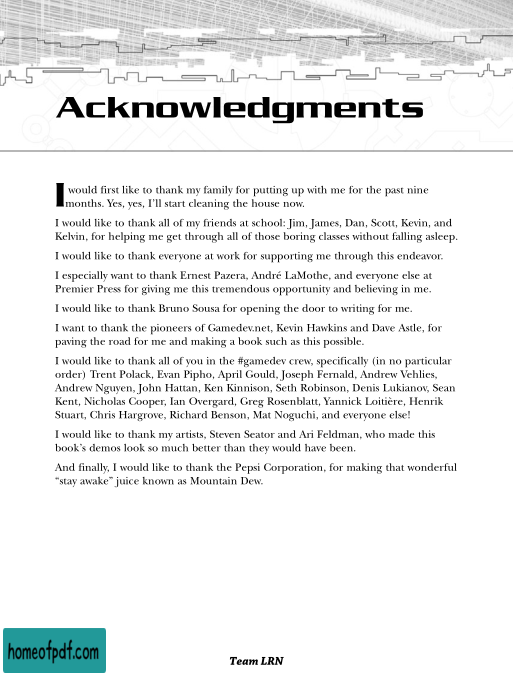 Acknowledgments
I would first like to thank my family for putting up with me for the past nine
months. Yes, yes, I’ll start cleaning the house now.
I would like to thank all of my friends at school: Jim, James, Dan, Scott, Kevin, and
Kelvin, for helping me get through all of those boring classes without falling asleep.
I would like to thank everyone at work for supporting me through this endeavor.
I especially want to thank Ernest Pazera, André LaMothe, and everyone else at
Premier Press for giving me this tremendous opportunity and believing in me.
I would like to thank Bruno Sousa for opening the door to writing for me.
I want to thank the pioneers of Gamedev.net, Kevin Hawkins and Dave Astle, for
paving the road for me and making a book such as this possible.
I would like to thank all of you in the #gamedev crew, specifically (in no particular
order) Trent Polack, Evan Pipho, April Gould, Joseph Fernald, Andrew Vehlies,
Andrew Nguyen, John Hattan, Ken Kinnison, Seth Robinson, Denis Lukianov, Sean
Kent, Nicholas Cooper, Ian Overgard, Greg Rosenblatt, Yannick Loitière, Henrik
Stuart, Chris Hargrove, Richard Benson, Mat Noguchi, and everyone else!
I would like to thank my artists, Steven Seator and Ari Feldman, who made this
book’s demos look so much better than they would have been.
And finally, I would like to thank the Pepsi Corporation, for making that wonderful
“stay awake” juice known as Mountain Dew.
homeofpdf.com
Team LRN